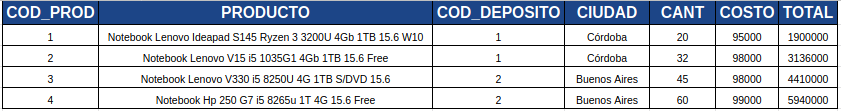 COD_PROD PRODUCTO COD_DEPOSITO CIUDAD CANT COSTO TOTAL
1 Notebook Lenovo Ideapad S145 Ryzen 3 3200U 4Gb 1TB 15.6 W10 1 Córdoba 20 95000 1900000
2 Notebook Lenovo V15 i5 1035G1 4Gb 1TB 15.6 Free 1 Córdoba 32 98000 3136000
3 Notebook Lenovo V330 i5 8250U 4G 1TB S/DVD 15.6 2 Buenos Aires 45 98000 4410000
4 Notebook Hp 250 G7 i5 8265u 1T 4G 15.6 Free 2 Buenos Aires 60 99000 5940000